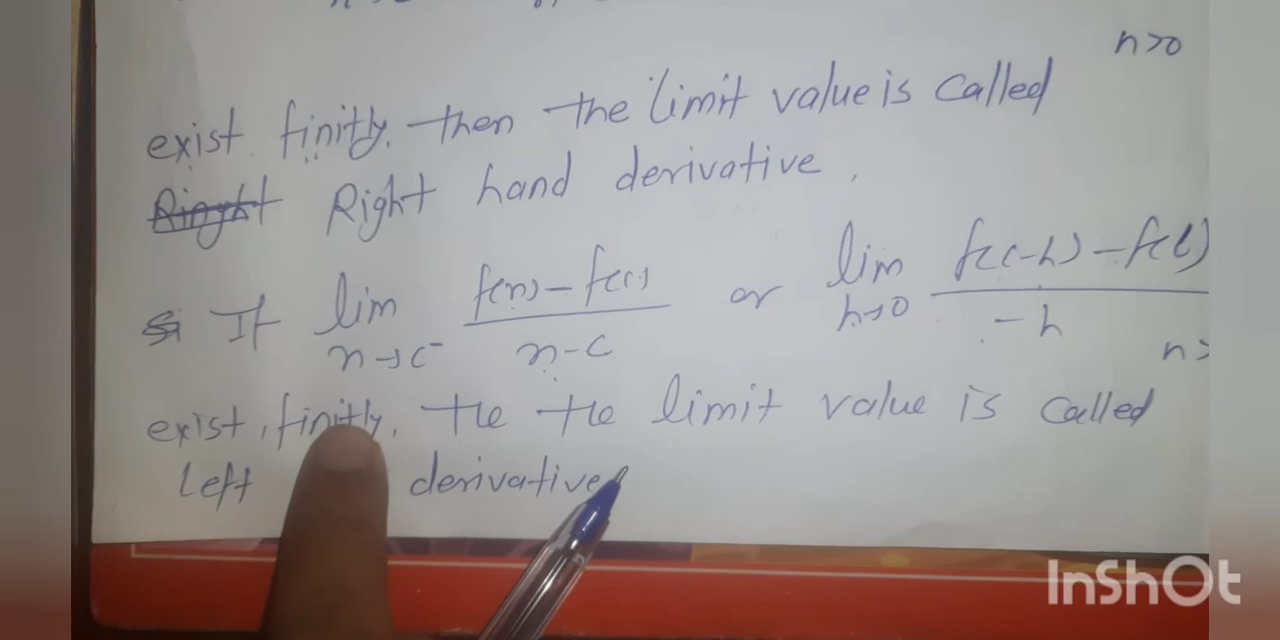 n>0
exist finitly. then the limit value is called
Right hand derivative.
If lim n→c⁻ f(n)-f(c) / n-c or lim h→0 f(c-h)-f(c) / -h
n>
exist, finitly. the the limit value is called
Left derivative
InShOt